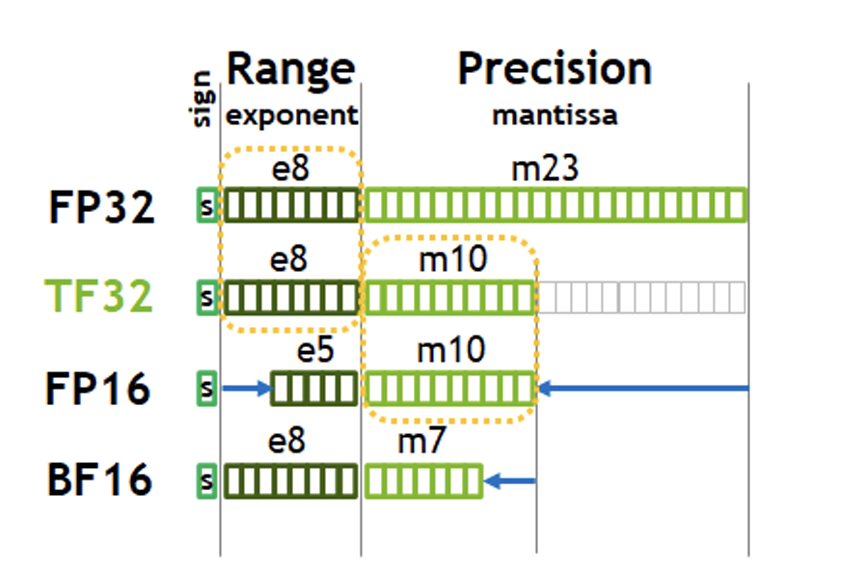 sign
Range
Precision
exponent
mantissa
e8
m23
FP32
s
e8
m10
TF32
s
e5
m10
FP16
s
e8
m7
BF16
s